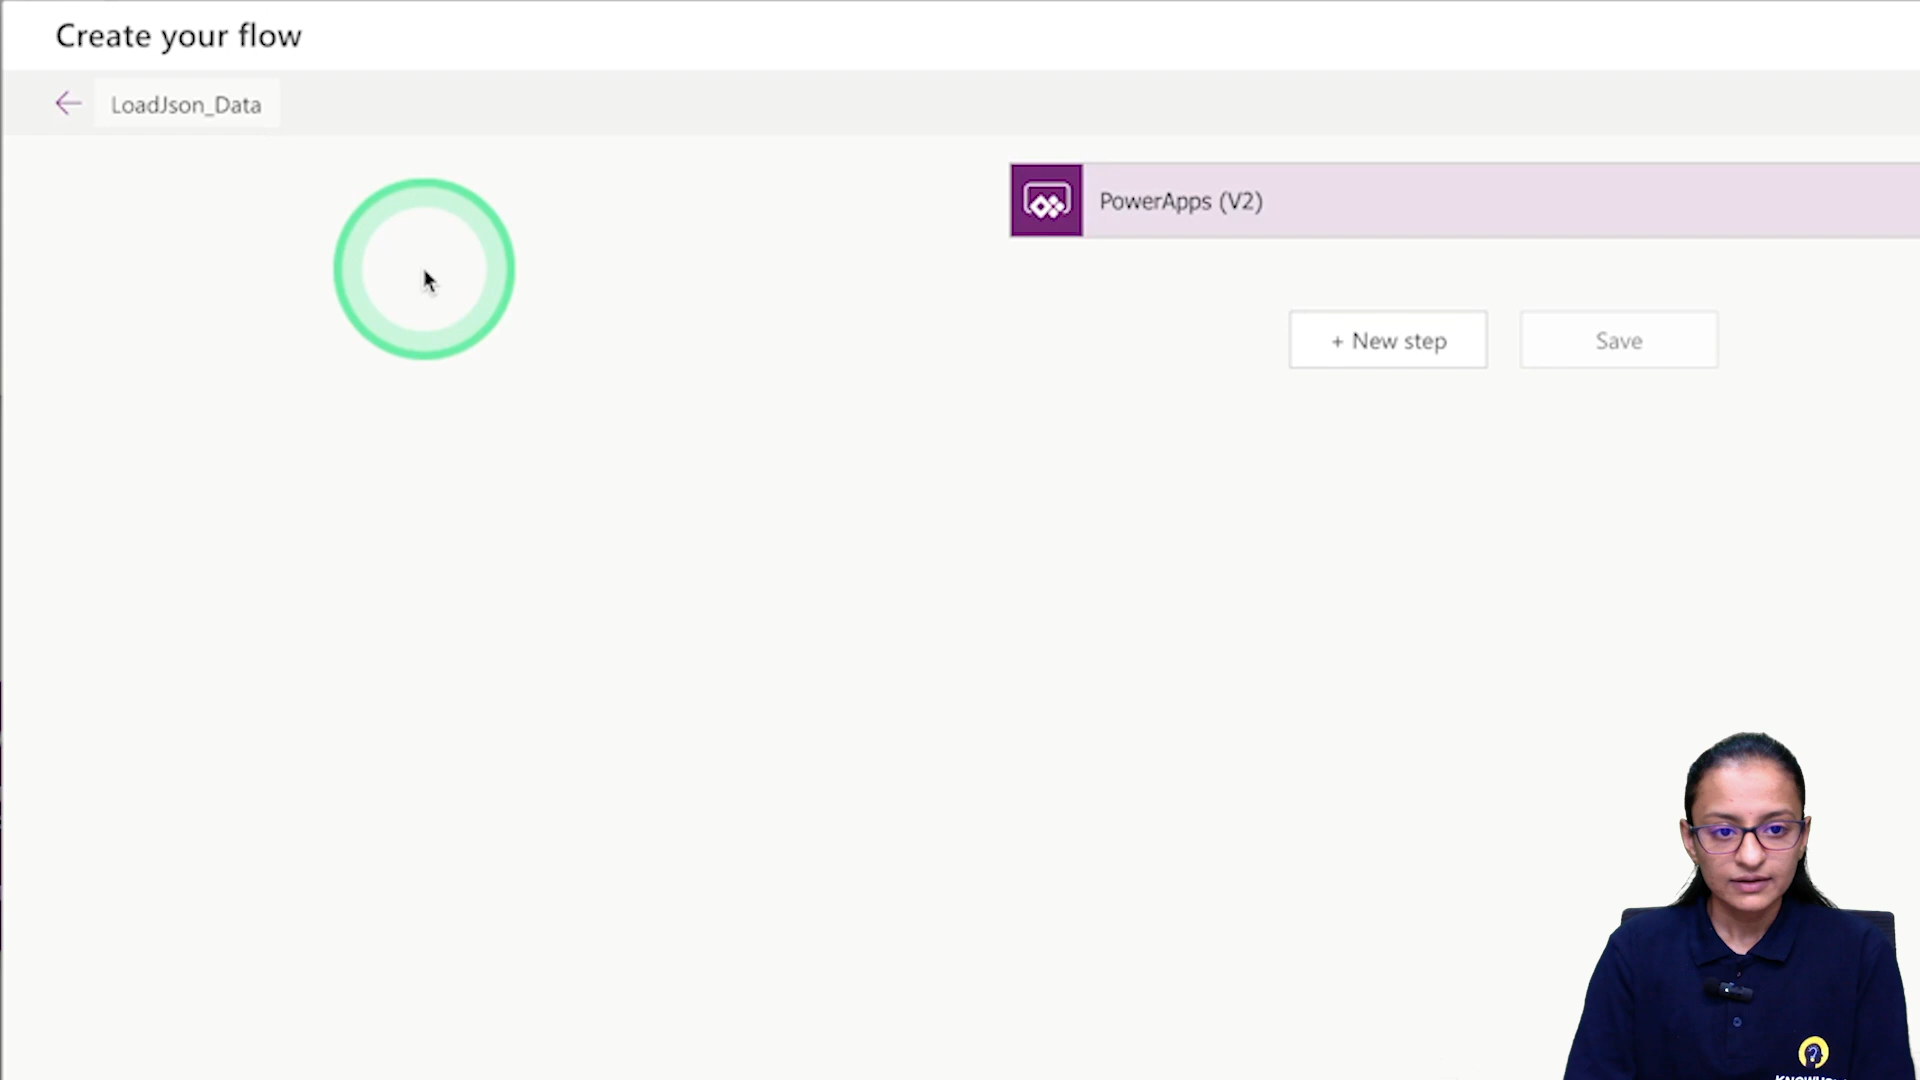 Create your flow
LoadJson_Data
PowerApps (V2)
+ New step
Save